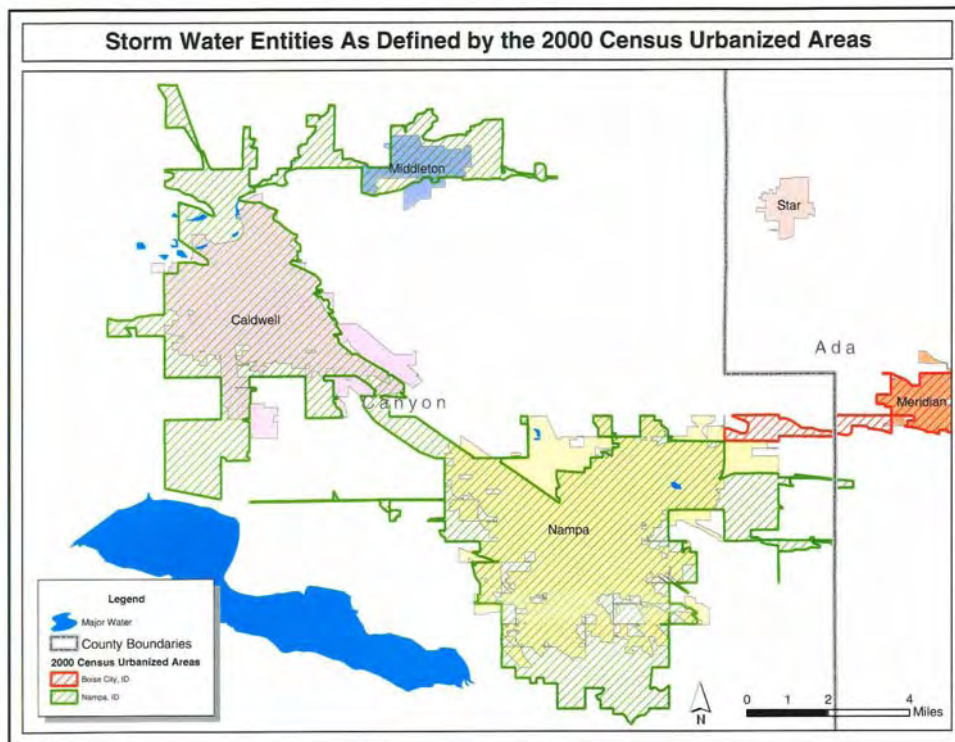 Storm Water Entities As Defined by the 2000 Census Urbanized Areas
Middleton
Star
Caldwell
Ada
Canyon
Meridian
Nampa
Legend
Major Water
County Boundaries
2000 Census Urbanized Areas
Boise City, ID
Nampa, ID
N
0 1 2 4
Miles